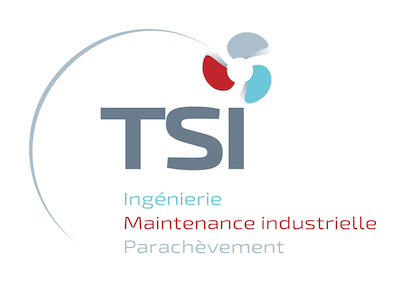 TSI
Ingénierie
Maintenance industrielle
Parachèvement